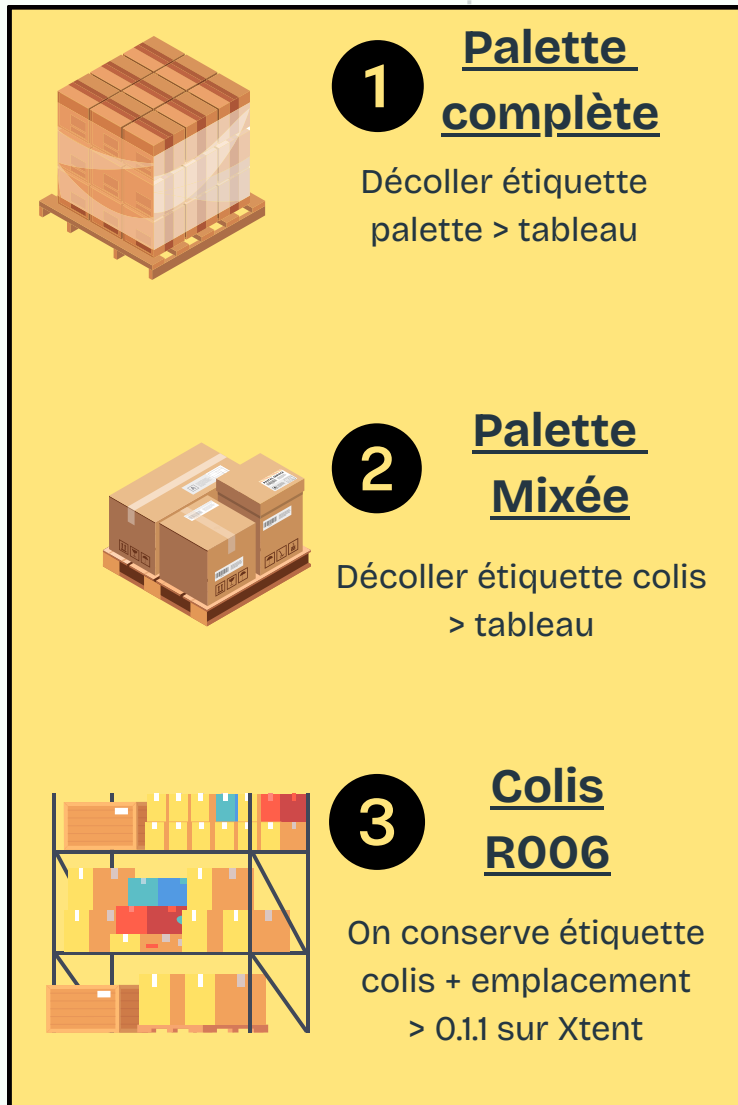 1
Palette
complète
Décoller étiquette
palette > tableau
2
Palette
Mixée
Décoller étiquette colis
> tableau
3
Colis
R006
On conserve étiquette
colis + emplacement
> 0.1.1 sur Xtent